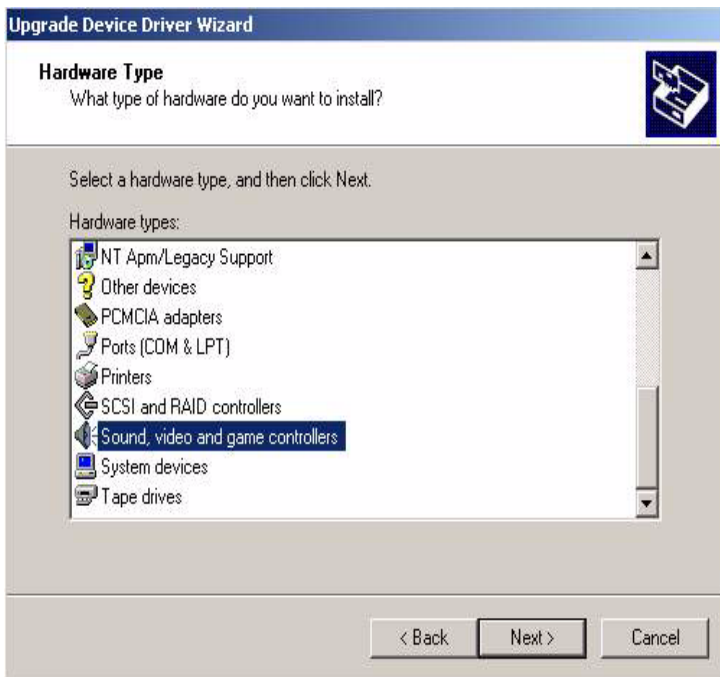 Upgrade Device Driver Wizard
Hardware Type
What type of hardware do you want to install?
Select a hardware type, and then click Next.
Hardware types:
NT Apm/Legacy Support
Other devices
PCMCIA adapters
Ports (COM & LPT)
Printers
SCSI and RAID controllers
Sound, video and game controllers
System devices
Tape drives
< Back Next > Cancel